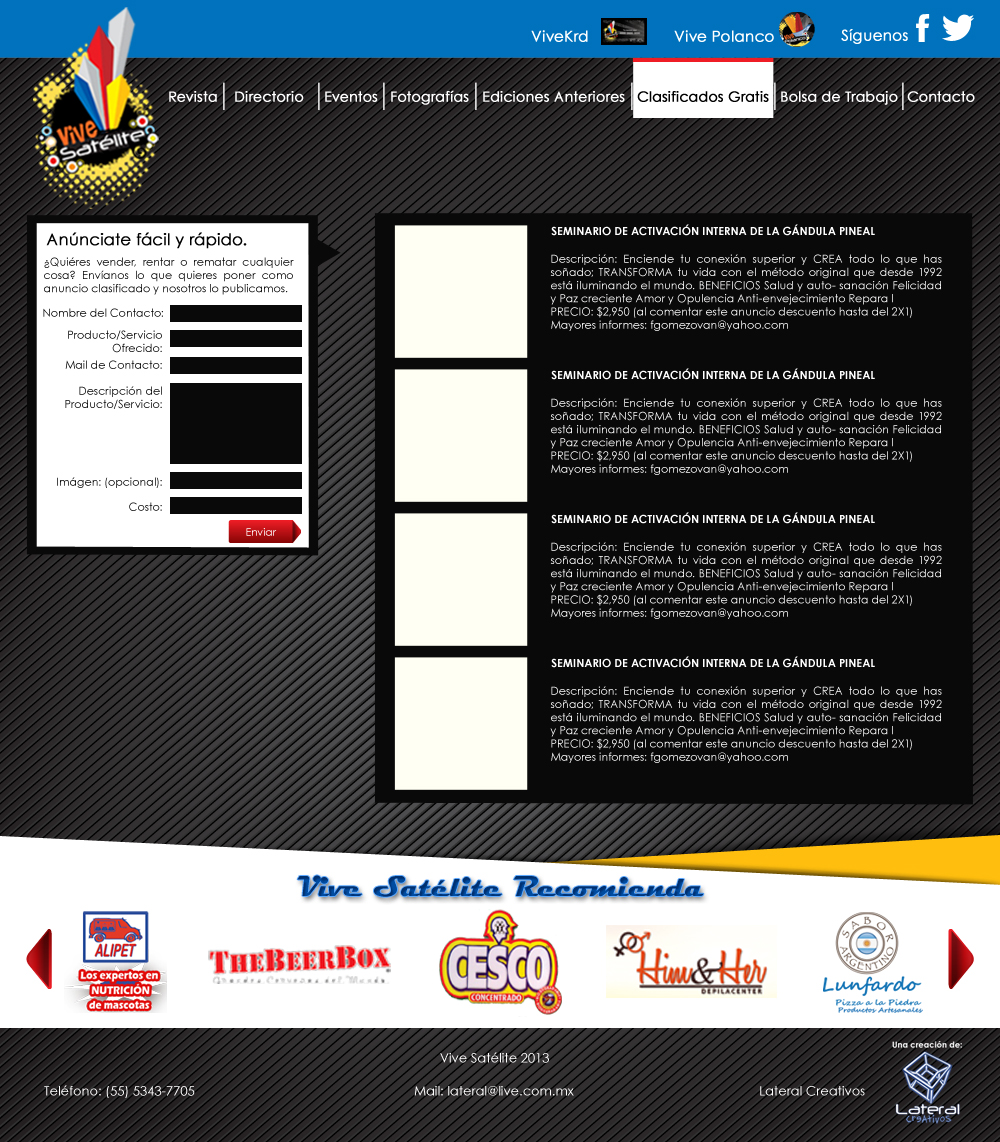 ViveKrd
Vive Polanco
Síguenos
Vive
Satélite
Revista
Directorio
Eventos
Fotografías
Ediciones Anteriores
Clasificados Gratis
Bolsa de Trabajo
Contacto
Anúnciate fácil y rápido.
¿Quiéres vender, rentar o rematar cualquier
cosa? Envíanos lo que quieres poner como
anuncio clasificado y nosotros lo publicamos.
Nombre del Contacto:
Producto/Servicio
Ofrecido:
Mail de Contacto:
Descripción del
Producto/Servicio:
Imágen: (opcional):
Costo:
Enviar
SEMINARIO DE ACTIVACIÓN INTERNA DE LA GÁNDULA PINEAL
Descripción: Enciende tu conexión superior y CREA todo lo que has
soñado; TRANSFORMA tu vida con el método original que desde 1992
está iluminando el mundo. BENEFICIOS Salud y auto- sanación Felicidad
y Paz creciente Amor y Opulencia Anti-envejecimiento Repara l
PRECIO: $2,950 (al comentar este anuncio descuento hasta del 2X1)
Mayores informes: fgomezovan@yahoo.com
SEMINARIO DE ACTIVACIÓN INTERNA DE LA GÁNDULA PINEAL
Descripción: Enciende tu conexión superior y CREA todo lo que has
soñado; TRANSFORMA tu vida con el método original que desde 1992
está iluminando el mundo. BENEFICIOS Salud y auto- sanación Felicidad
y Paz creciente Amor y Opulencia Anti-envejecimiento Repara l
PRECIO: $2,950 (al comentar este anuncio descuento hasta del 2X1)
Mayores informes: fgomezovan@yahoo.com
SEMINARIO DE ACTIVACIÓN INTERNA DE LA GÁNDULA PINEAL
Descripción: Enciende tu conexión superior y CREA todo lo que has
soñado; TRANSFORMA tu vida con el método original que desde 1992
está iluminando el mundo. BENEFICIOS Salud y auto- sanación Felicidad
y Paz creciente Amor y Opulencia Anti-envejecimiento Repara l
PRECIO: $2,950 (al comentar este anuncio descuento hasta del 2X1)
Mayores informes: fgomezovan@yahoo.com
SEMINARIO DE ACTIVACIÓN INTERNA DE LA GÁNDULA PINEAL
Descripción: Enciende tu conexión superior y CREA todo lo que has
soñado; TRANSFORMA tu vida con el método original que desde 1992
está iluminando el mundo. BENEFICIOS Salud y auto- sanación Felicidad
y Paz creciente Amor y Opulencia Anti-envejecimiento Repara l
PRECIO: $2,950 (al comentar este anuncio descuento hasta del 2X1)
Mayores informes: fgomezovan@yahoo.com
Vive Satélite Recomienda
ALIPET
Los expertos en
NUTRICIÓN
de mascotas
THEBEERBOX
Grandes Cervezas del Mundo.
CESCO
CONCENTRADO
Him&Her
DEPILACENTER
SABOR
ARGENTINO
Lunfardo
Pizza a la Piedra
Productos Artesanales
Vive Satélite 2013
Teléfono: (55) 5343-7705
Mail: lateral@live.com.mx
Lateral Creativos
Una creación de:
Lateral
creativos